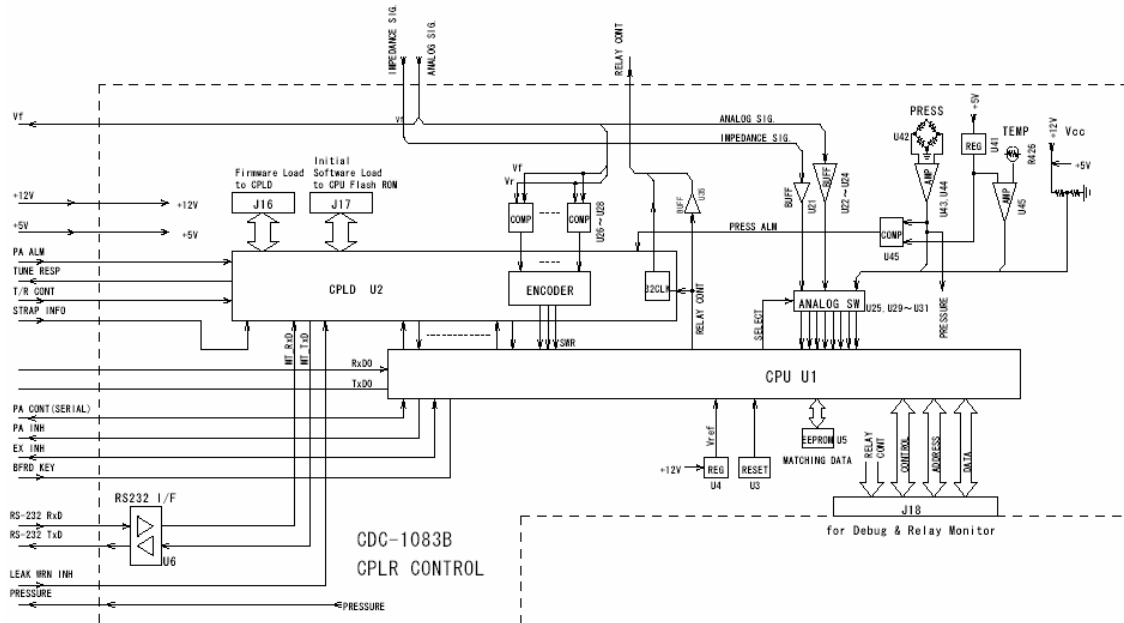 IMPEDANCE SIG.
ANALOG SIG.
RELAY CONT
Vf
Vf
ANALOG SIG.
IMPEDANCE SIG.
PRESS
U42
+5V
REG
U41
TEMP
R426
+12V
Vcc
+5V
Firmware Load
to CPLD
Initial
Software Load
to CPU Flash ROM
J16
J17
Vf
Vr
COMP
----
COMP
U26~U28
BUFF
U35
BUFF
U21
BUFF
U22~U24
AMP
U43,U44
AMP
U45
+12V
+12V
+5V
+5V
PRESS ALM
COMP
U45
PA ALM
TUNE RESP
T/R CONT
STRAP INFO
CPLD U2
----
ENCODER
32CLK
RELAY CONT
SELECT
ANALOG SW
U25,U29~U31
PRESSURE
MT_RxD
MT_TxD
SWR
RxD0
TxD0
CPU U1
PA CONT(SERIAL)
PA INH
EX INH
BFRD KEY
+12V
Vref
REG
U4
RESET
U3
EEPROM
U5
MATCHING DATA
RELAY
CONT
CONTROL
ADDRESS
DATA
J18
for Debug & Relay Monitor
RS232 I/F
RS-232 RxD
RS-232 TxD
U6
CDC-1083B
CPLR CONTROL
LEAK WRN INH
PRESSURE
PRESSURE